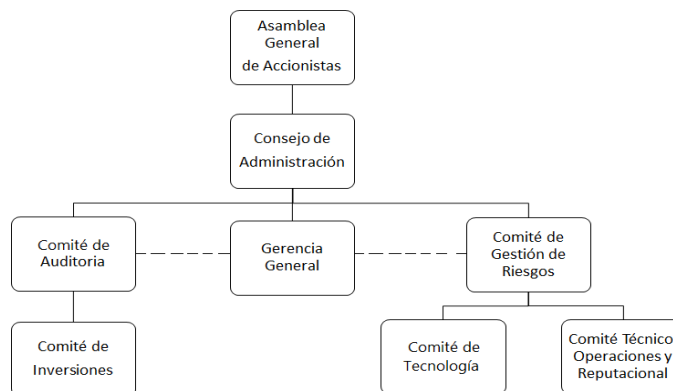 Asamblea
General
de Accionistas
Consejo de
Administración
Comité de
Auditoria
Gerencia
General
Comité de
Gestión de
Riesgos
Comité de
Inversiones
Comité de
Tecnología
Comité Técnico
Operaciones y
Reputacional